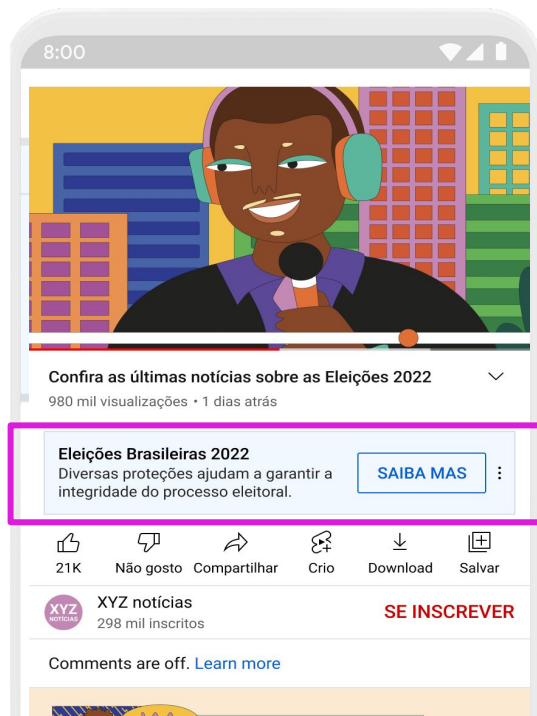 8:00
Confira as últimas notícias sobre as Eleições 2022
980 mil visualizações • 1 dias atrás
Eleições Brasileiras 2022
Diversas proteções ajudam a garantir a
integridade do processo eleitoral.
SAIBA MAS
21K
Não gosto
Compartilhar
Crio
Download
Salvar
XYZ
NOTÍCIAS
XYZ notícias
298 mil inscritos
SE INSCREVER
Comments are off. Learn more